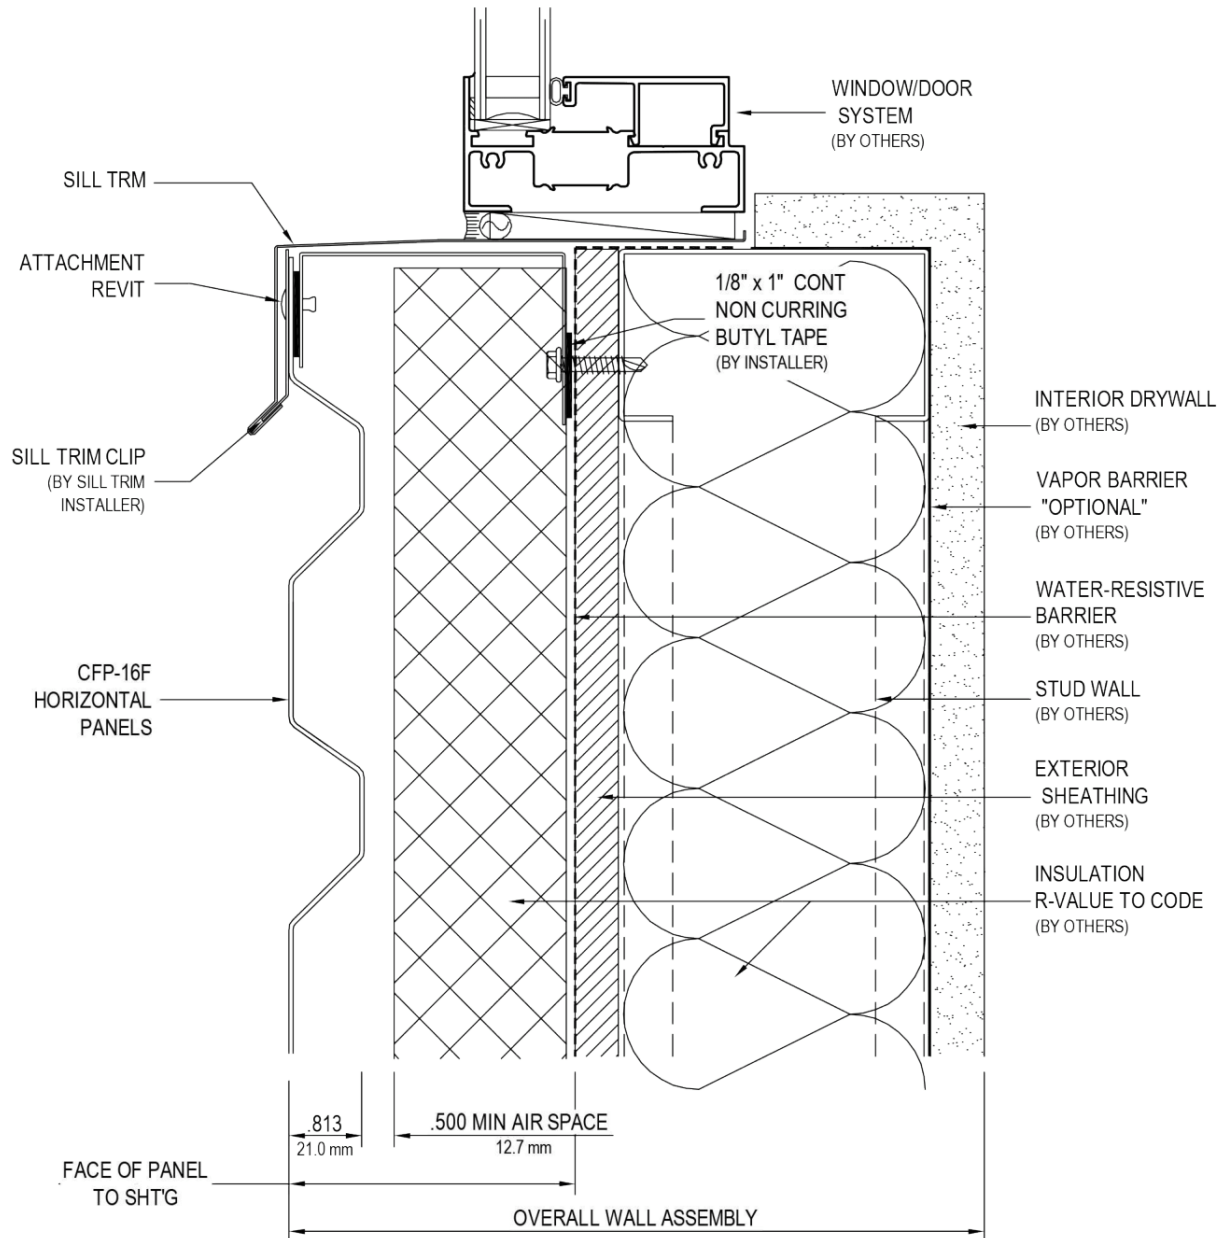 WINDOW/DOOR
SYSTEM
(BY OTHERS)
SILL TRM
ATTACHMENT
REVIT
1/8" x 1" CONT
NON CURRING
BUTYL TAPE
(BY INSTALLER)
INTERIOR DRYWALL
(BY OTHERS)
SILL TRIM CLIP
(BY SILL TRIM
INSTALLER)
VAPOR BARRIER
"OPTIONAL"
(BY OTHERS)
WATER-RESISTIVE
BARRIER
(BY OTHERS)
CFP-16F
HORIZONTAL
PANELS
STUD WALL
(BY OTHERS)
EXTERIOR
SHEATHING
(BY OTHERS)
INSULATION
R-VALUE TO CODE
(BY OTHERS)
.813
21.0 mm
.500 MIN AIR SPACE
12.7 mm
FACE OF PANEL
TO SHT'G
OVERALL WALL ASSEMBLY